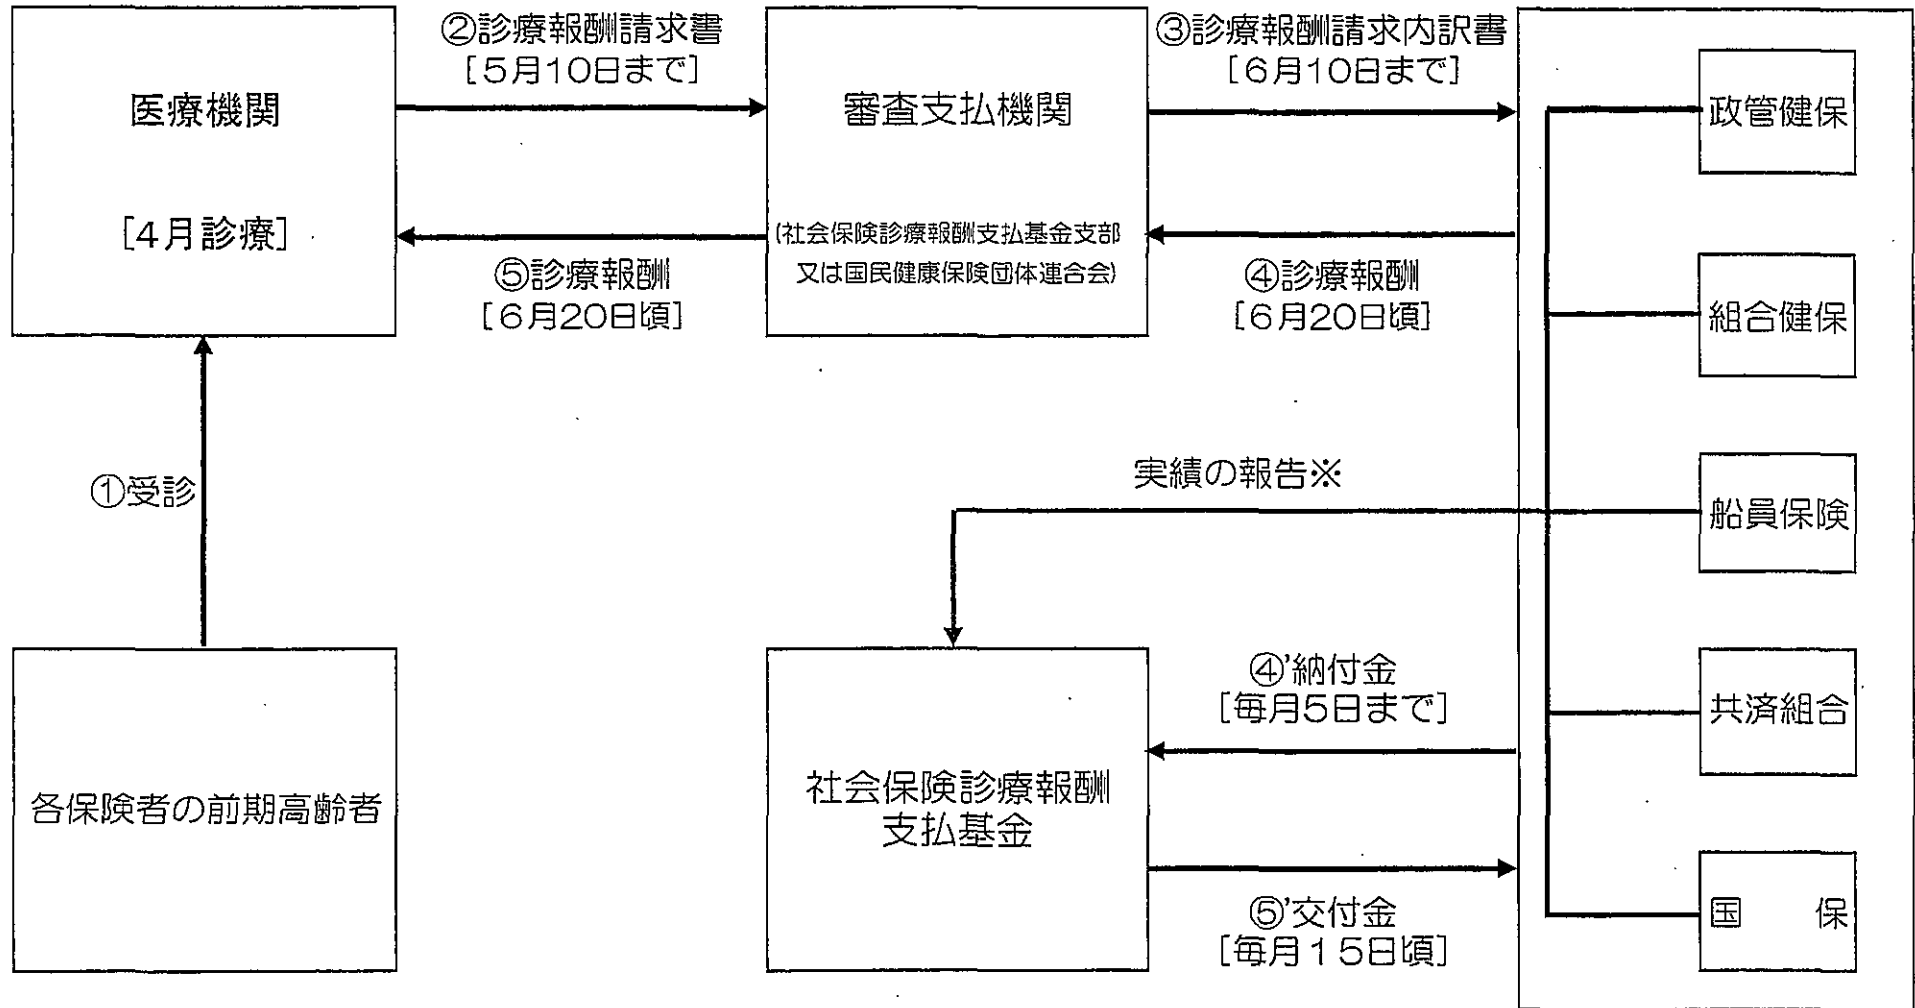 ②診療報酬請求書
[5月10日まで]
③診療報酬請求内訳書
[6月10日まで]
医療機関
[4月診療]
審査支払機関
(社会保険診療報酬支払基金支部
又は国民健康保険団体連合会)
⑤診療報酬
[6月20日頃]
④診療報酬
[6月20日頃]
政管健保
組合健保
船員保険
共済組合
国 保
①受診
実績の報告※
各保険者の前期高齢者
社会保険診療報酬
支払基金
④'納付金
[毎月5日まで]
⑤'交付金
[毎月15日頃]